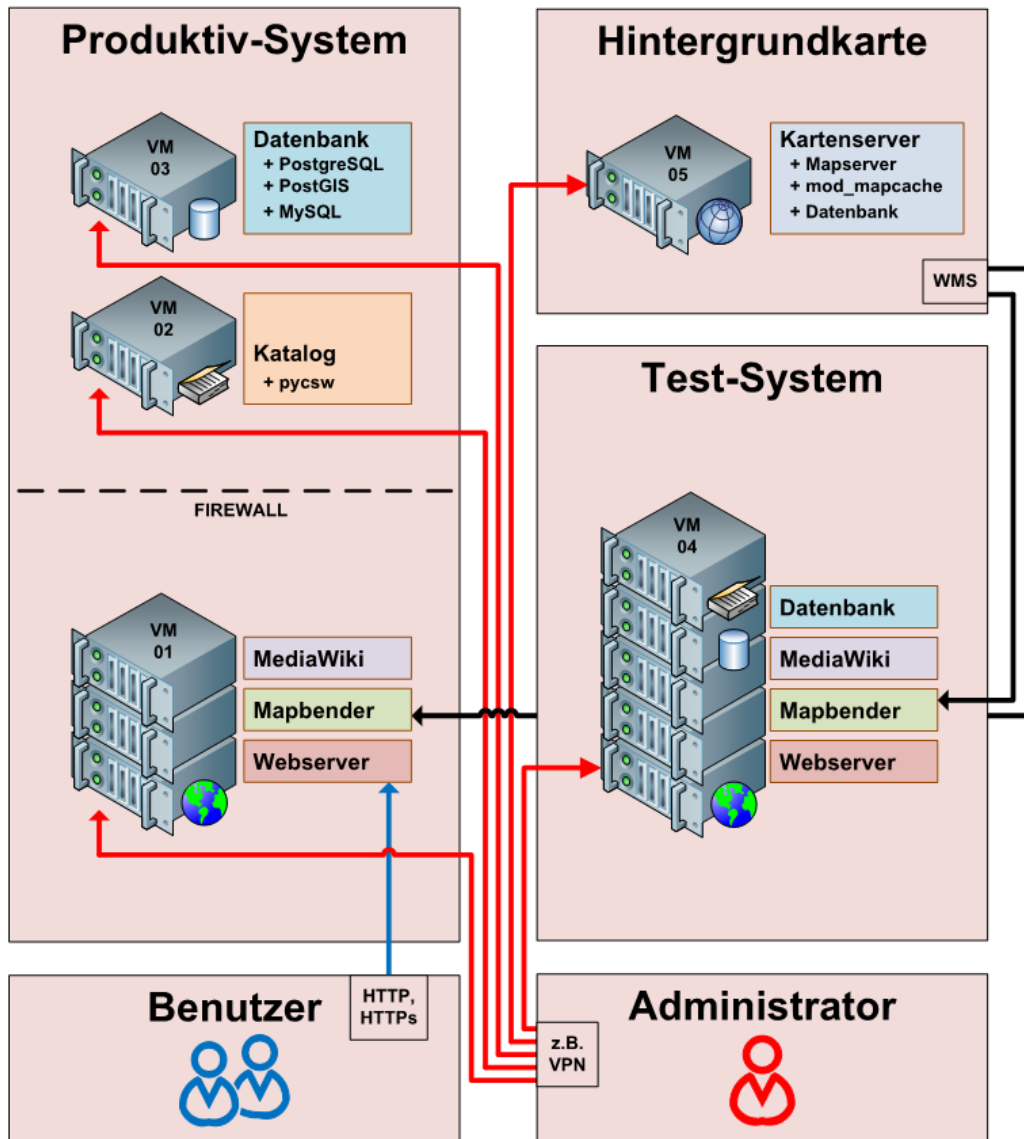 Produktiv-System
VM
03
Datenbank
+ PostgreSQL
+ PostGIS
+ MySQL
VM
02
Katalog
+ pycsw
FIREWALL
VM
01
MediaWiki
Mapbender
Webserver
Hintergrundkarte
VM
05
Kartenserver
+ Mapserver
+ mod_mapcache
+ Datenbank
WMS
Test-System
VM
04
Datenbank
MediaWiki
Mapbender
Webserver
Benutzer
HTTP,
HTTPs
Administrator
z.B.
VPN